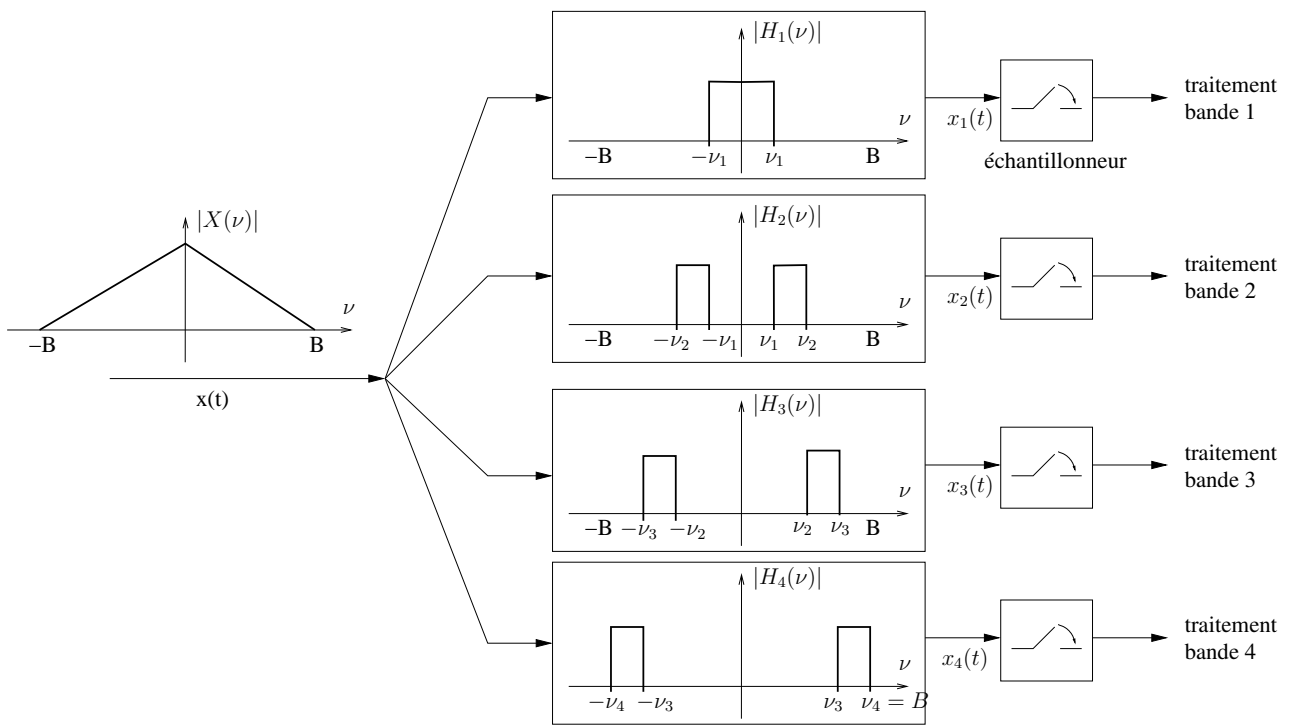 |H₁(ν)|
ν
−B −ν₁ ν₁ B
x₁(t)
échantillonneur
traitement
bande 1
|X(ν)|
ν
−B B
x(t)
|H₂(ν)|
ν
−B −ν₂ −ν₁ ν₁ ν₂ B
x₂(t)
traitement
bande 2
|H₃(ν)|
ν
−B −ν₃ −ν₂ ν₂ ν₃ B
x₃(t)
traitement
bande 3
|H₄(ν)|
ν
−ν₄ −ν₃ ν₃ ν₄ = B
x₄(t)
traitement
bande 4